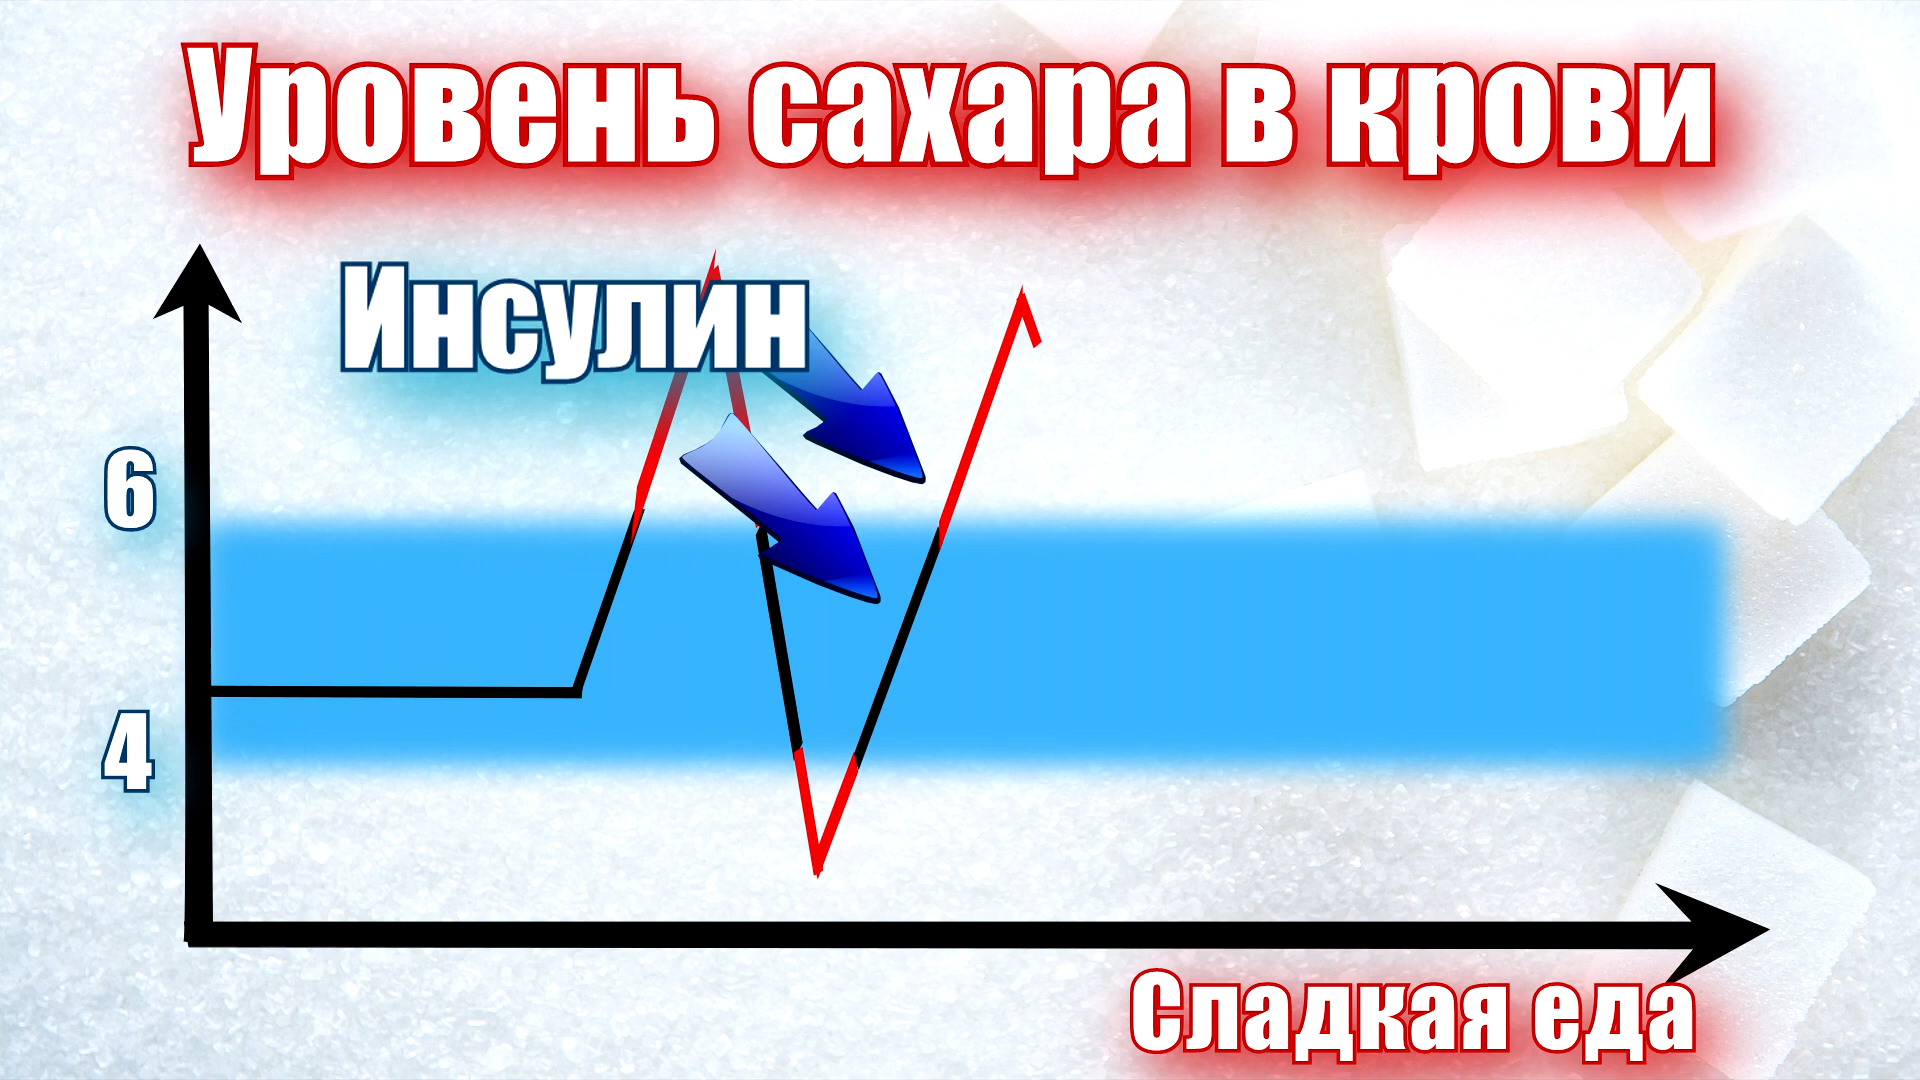 Уровень сахара в крови
Инсулин
6
4
Сладкая еда